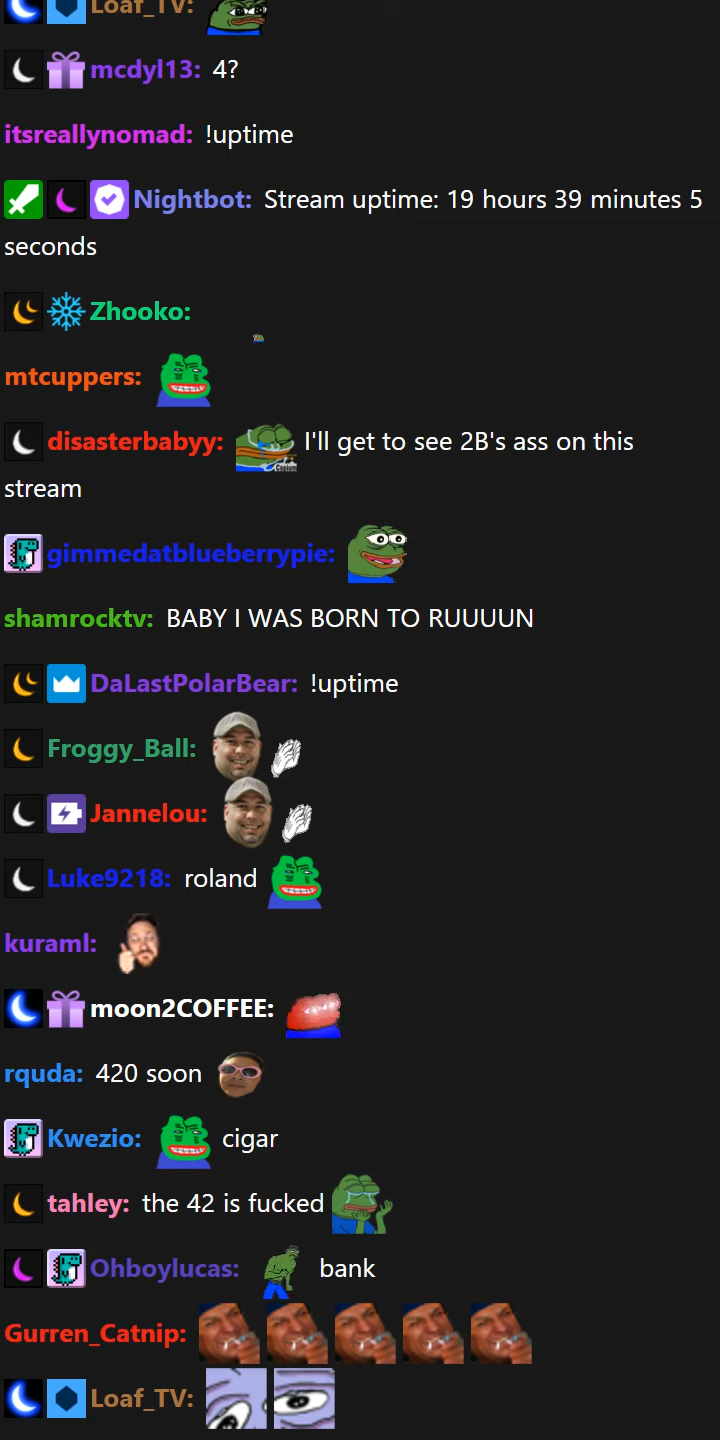 Loaf_TV:
mcdyl13: 4?
itsreallynomad: !uptime
Nightbot: Stream uptime: 19 hours 39 minutes 5
seconds
Zhooko:
mtcuppers:
disasterbabyy: I'll get to see 2B's ass on this
stream
gimmedatblueberrypie:
shamrocktv: BABY I WAS BORN TO RUUUUN
DaLastPolarBear: !uptime
Froggy_Ball:
Jannelou:
Luke9218: roland
kuraml:
moon2COFFEE:
rquda: 420 soon
Kwezio: cigar
tahley: the 42 is fucked
Ohboylucas: bank
Gurren_Catnip:
Loaf_TV: